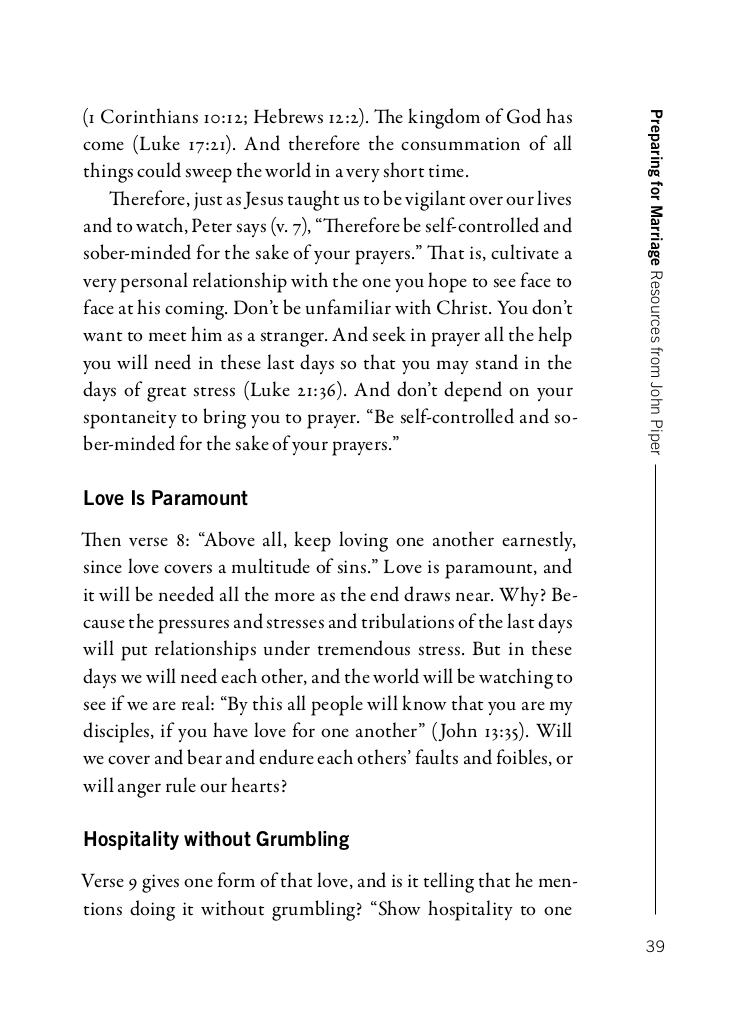 (1 Corinthians 10:12; Hebrews 12:2). The kingdom of God has
come (Luke 17:21). And therefore the consummation of all
things could sweep the world in a very short time.
Therefore, just as Jesus taught us to be vigilant over our lives
and to watch, Peter says (v. 7), “Therefore be self-controlled and
sober-minded for the sake of your prayers.” That is, cultivate a
very personal relationship with the one you hope to see face to
face at his coming. Don’t be unfamiliar with Christ. You don’t
want to meet him as a stranger. And seek in prayer all the help
you will need in these last days so that you may stand in the
days of great stress (Luke 21:36). And don’t depend on your
spontaneity to bring you to prayer. “Be self-controlled and so-
ber-minded for the sake of your prayers.”
Love Is Paramount
Then verse 8: “Above all, keep loving one another earnestly,
since love covers a multitude of sins.” Love is paramount, and
it will be needed all the more as the end draws near. Why? Be-
cause the pressures and stresses and tribulations of the last days
will put relationships under tremendous stress. But in these
days we will need each other, and the world will be watching to
see if we are real: “By this all people will know that you are my
disciples, if you have love for one another” (John 13:35). Will
we cover and bear and endure each others’ faults and foibles, or
will anger rule our hearts?
Hospitality without Grumbling
Verse 9 gives one form of that love, and is it telling that he men-
tions doing it without grumbling? “Show hospitality to one
Preparing for Marriage Resources from John Piper
39